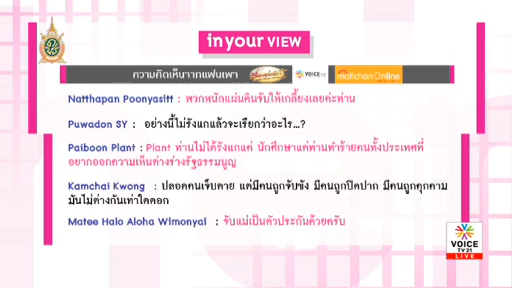 in your VIEW
ความคิดเห็นจากแฟนเพจ
VOICE TV
matichon Online
Natthapan Poonyasitt : พวกหนักแผ่นดินจับให้เกลี้ยงเลยค่ะท่าน
Puwadon SY : อย่างนี้ไม่รังแกแล้วจะเรียกว่าอะไร...?
Paiboon Plant : Plant ท่านไม่ได้รังแกแค่ นักศึกษาแต่ท่านทำร้ายคนทั้งประเทศที่
อยากออกความเห็นต่างร่างรัฐธรรมนูญ
Kamchai Kwong : ปลอดคนเจ็บตาย แต่มีคนถูกจับขัง มีคนถูกปิดปาก มีคนถูกคุกคาม
มันไม่ต่างกันเท่าใดดอก
Matee Halo Aloha Wimonyai : จับแม่เป็นตัวประกันด้วยครับ
VOICE
TV 21
LIVE